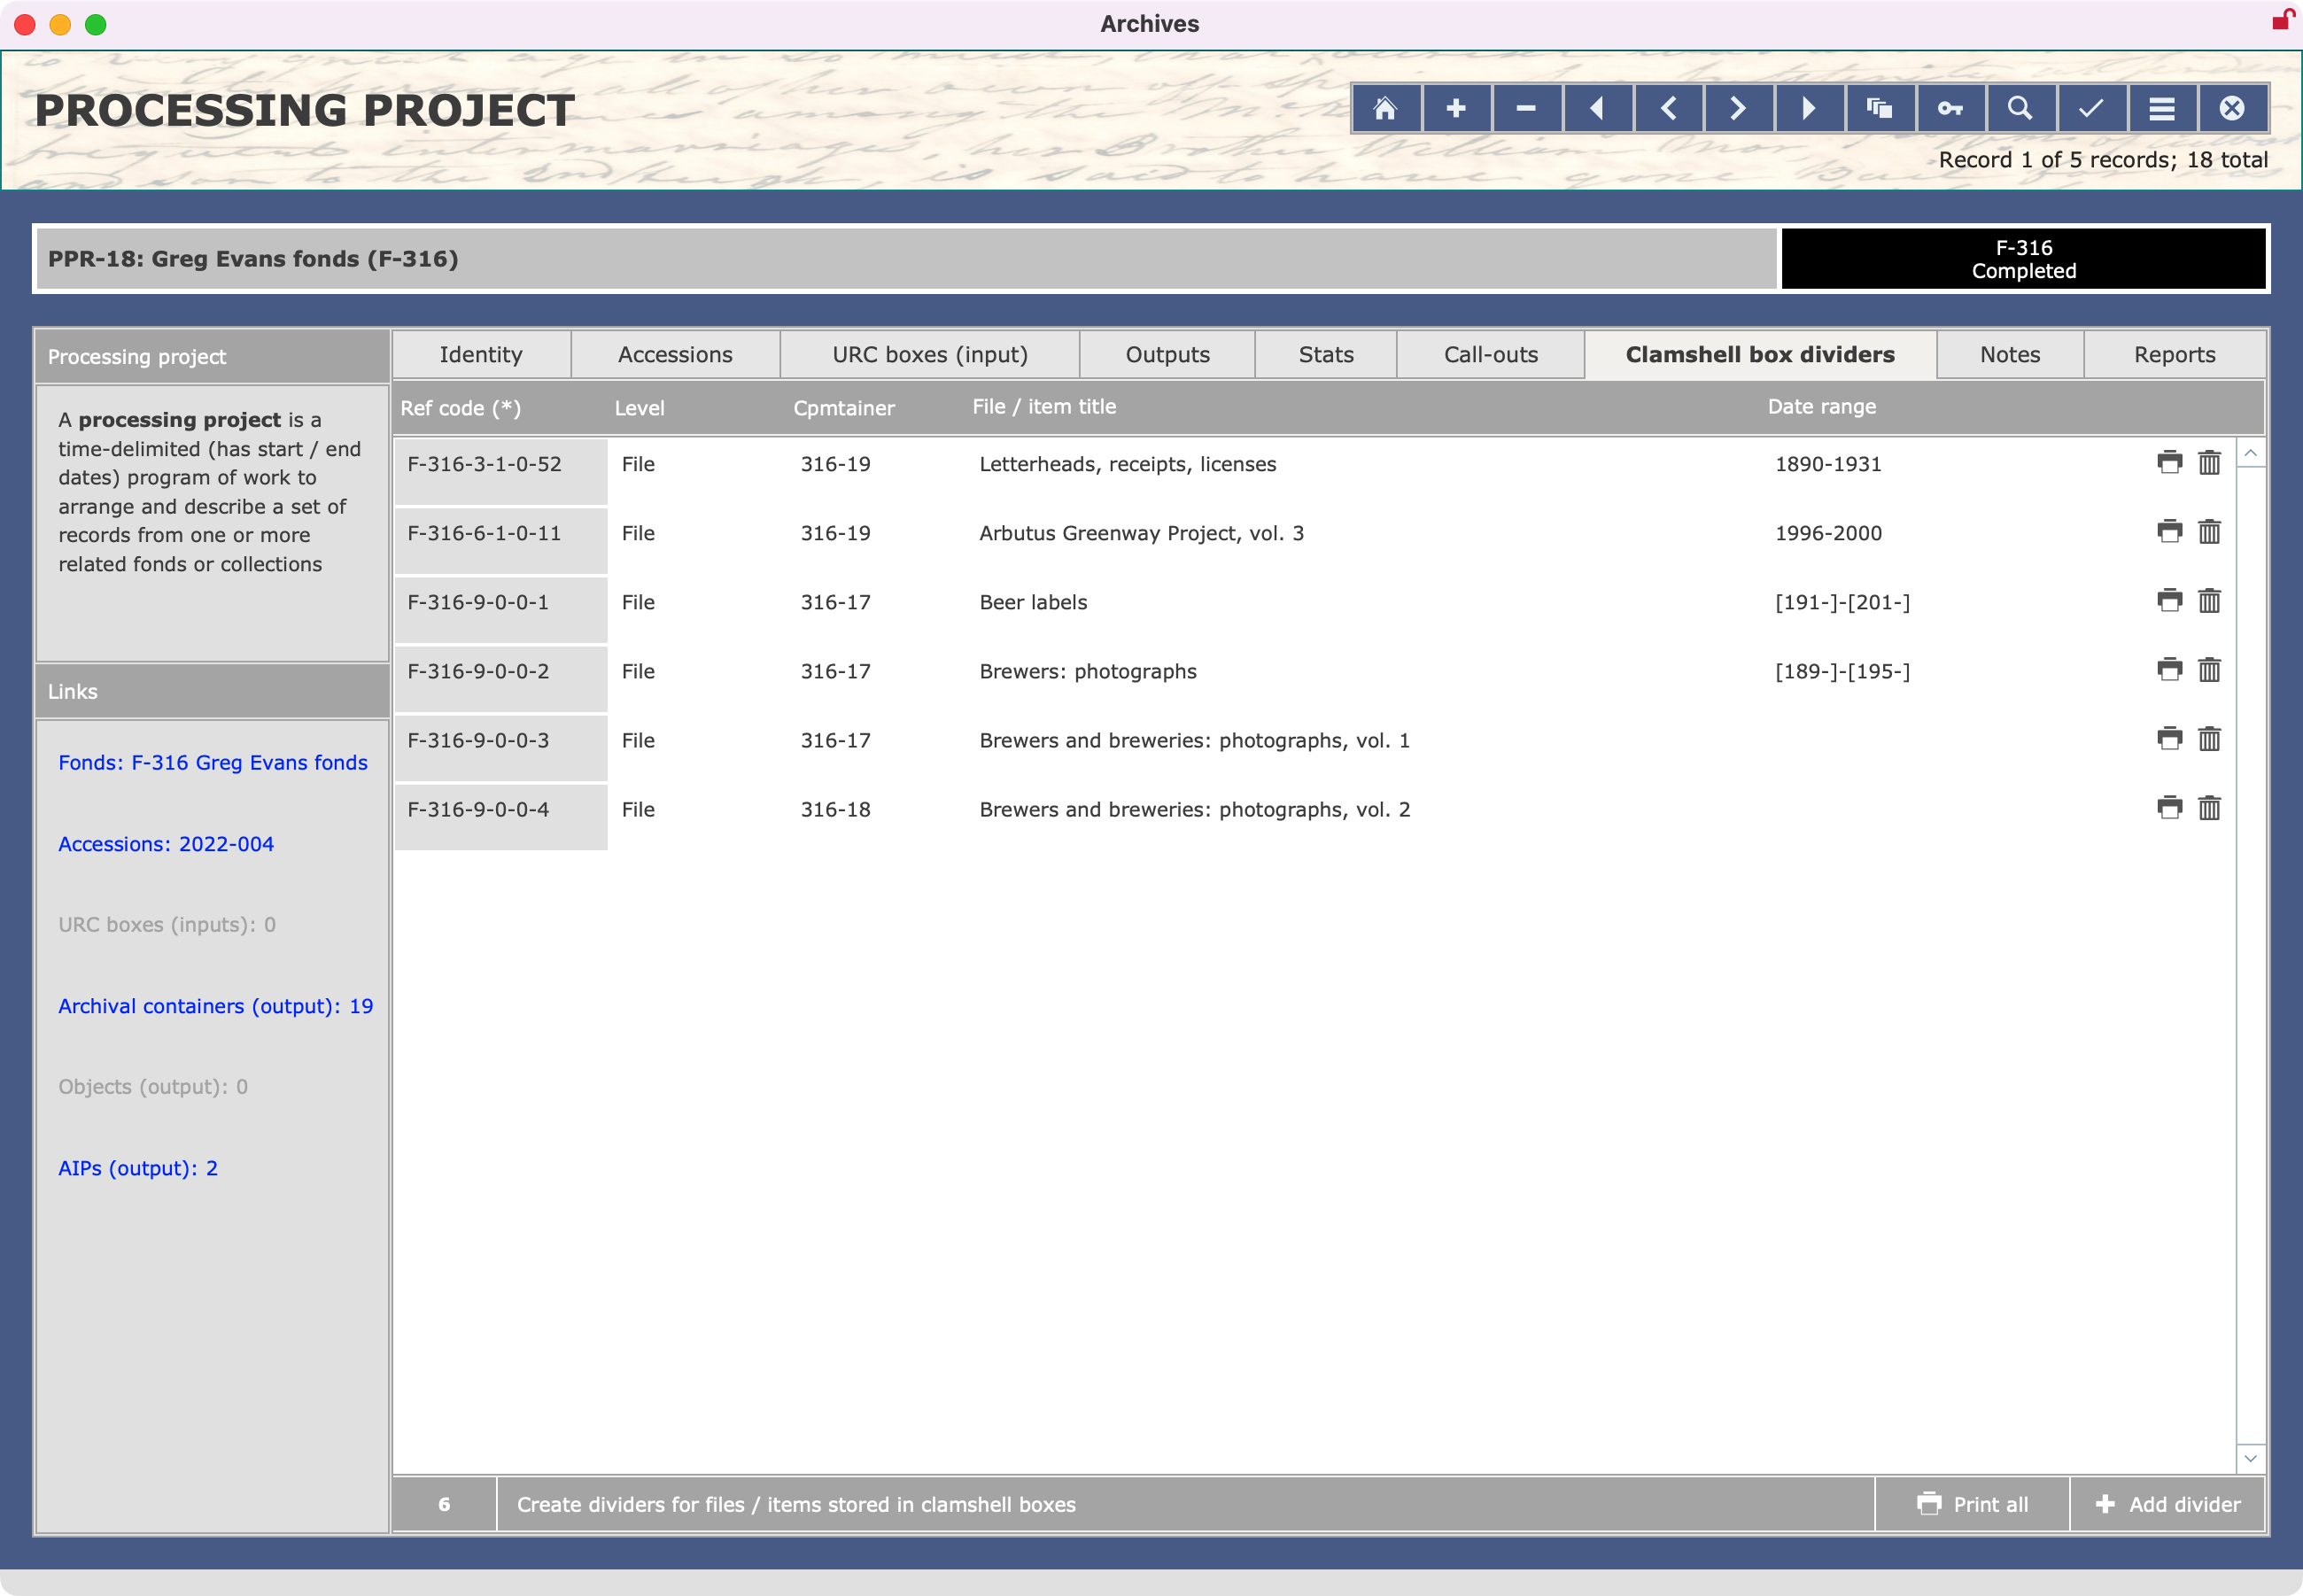 Archives
PROCESSING PROJECT
Record 1 of 5 records; 18 total
PPR-18: Greg Evans fonds (F-316)
F-316
Completed
Processing project
A processing project is a
time-delimited (has start / end
dates) program of work to
arrange and describe a set of
records from one or more
related fonds or collections
Links
Fonds: F-316 Greg Evans fonds
Accessions: 2022-004
URC boxes (inputs): 0
Archival containers (output): 19
Objects (output): 0
AIPs (output): 2
Identity Accessions URC boxes (input) Outputs Stats Call-outs Clamshell box dividers Notes Reports
Ref code (*) Level Cpmtainer File / item title Date range
F-316-3-1-0-52 File 316-19 Letterheads, receipts, licenses 1890-1931
F-316-6-1-0-11 File 316-19 Arbutus Greenway Project, vol. 3 1996-2000
F-316-9-0-0-1 File 316-17 Beer labels [191-]-[201-]
F-316-9-0-0-2 File 316-17 Brewers: photographs [189-]-[195-]
F-316-9-0-0-3 File 316-17 Brewers and breweries: photographs, vol. 1
F-316-9-0-0-4 File 316-18 Brewers and breweries: photographs, vol. 2
6 Create dividers for files / items stored in clamshell boxes Print all Add divider